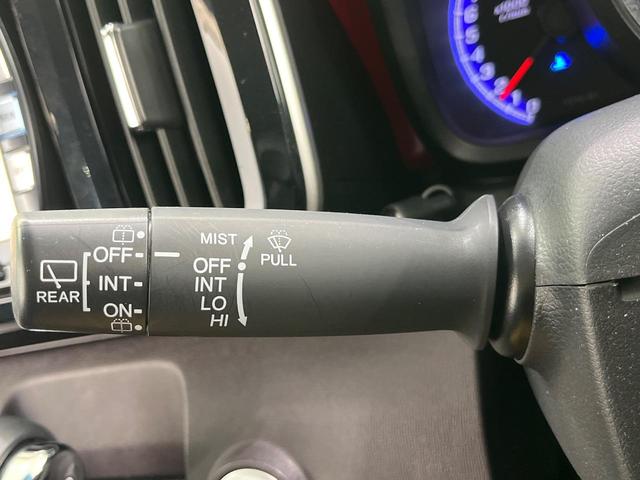 MIST
PULL
OFF
INT
LO
HI
REAR
OFF
INT
ON